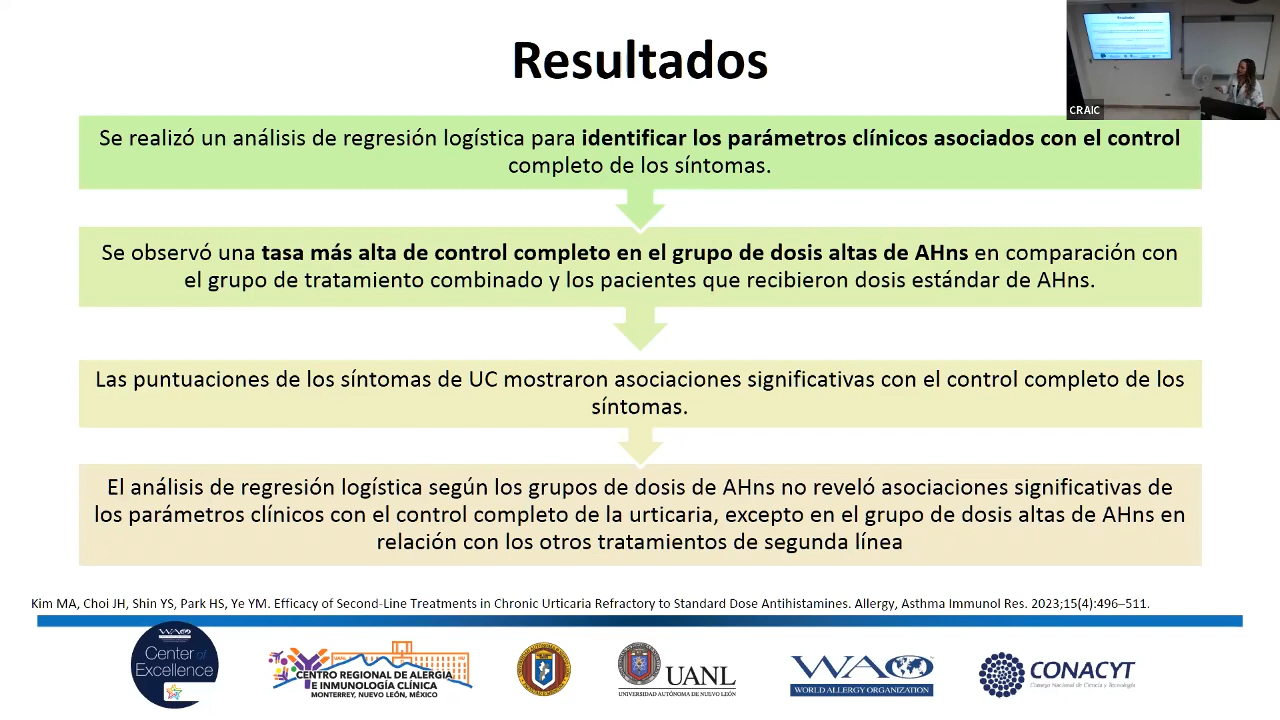 Resultados
CRAIC
Se realizó un análisis de regresión logística para identificar los parámetros clínicos asociados con el control
completo de los síntomas.
Se observó una tasa más alta de control completo en el grupo de dosis altas de AHns en comparación con
el grupo de tratamiento combinado y los pacientes que recibieron dosis estándar de AHns.
Las puntuaciones de los síntomas de UC mostraron asociaciones significativas con el control completo de los
síntomas.
El análisis de regresión logística según los grupos de dosis de AHns no reveló asociaciones significativas de
los parámetros clínicos con el control completo de la urticaria, excepto en el grupo de dosis altas de AHns en
relación con los otros tratamientos de segunda línea
Kim MA, Choi JH, Shin YS, Park HS, Ye YM. Efficacy of Second-Line Treatments in Chronic Urticaria Refractory to Standard Dose Antihistamines. Allergy, Asthma Immunol Res. 2023;15(4):496–511.
WAO
Center of
Excellence
UANL
CENTRO REGIONAL DE ALERGIA
E INMUNOLOGÍA CLÍNICA
MONTERREY, NUEVO LEÓN, MÉXICO
UANL
UNIVERSIDAD AUTÓNOMA DE NUEVO LEÓN
WAO
WORLD ALLERGY ORGANIZATION
CONACYT
Consejo Nacional de Ciencia y Tecnología